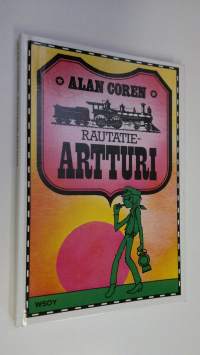 ALAN COREN
RAUTATIE-
ARTTURI
WSOY